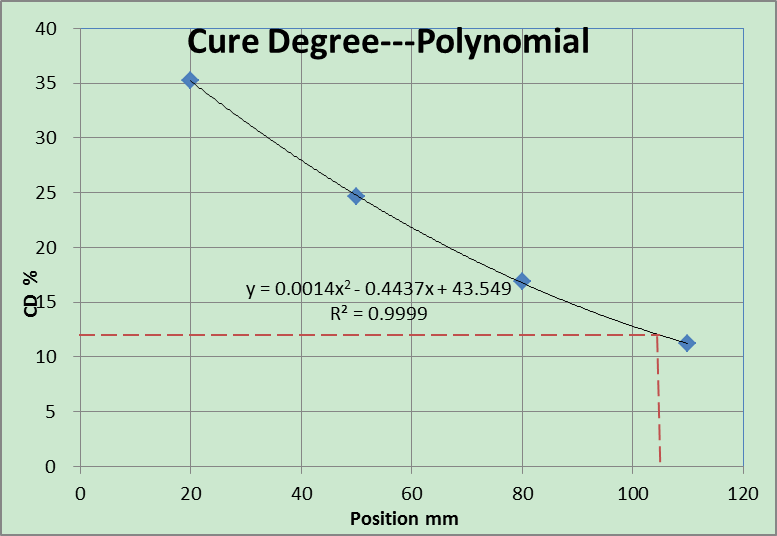 Cure Degree---Polynomial
40
35
30
25
20
15
10
5
0
CD %
y = 0.0014x² - 0.4437x + 43.549
R² = 0.9999
0 20 40 60 80 100 120
Position mm